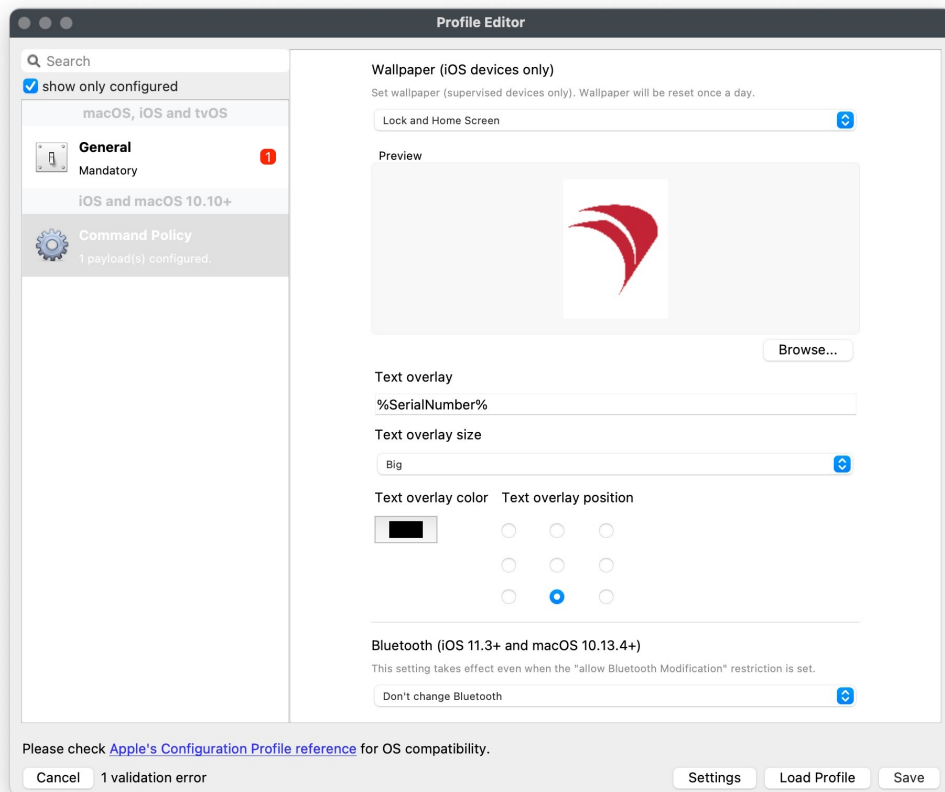 Profile Editor
Search
show only configured
macOS, iOS and tvOS
General
1
Mandatory
iOS and macOS 10.10+
Command Policy
1 payload(s) configured.
Wallpaper (iOS devices only)
Set wallpaper (supervised devices only). Wallpaper will be reset once a day.
Lock and Home Screen
Preview
Browse...
Text overlay
%SerialNumber%
Text overlay size
Big
Text overlay color Text overlay position
Bluetooth (iOS 11.3+ and macOS 10.13.4+)
This setting takes effect even when the "allow Bluetooth Modification" restriction is set.
Don't change Bluetooth
Please check Apple's Configuration Profile reference for OS compatibility.
Cancel 1 validation error Settings Load Profile Save